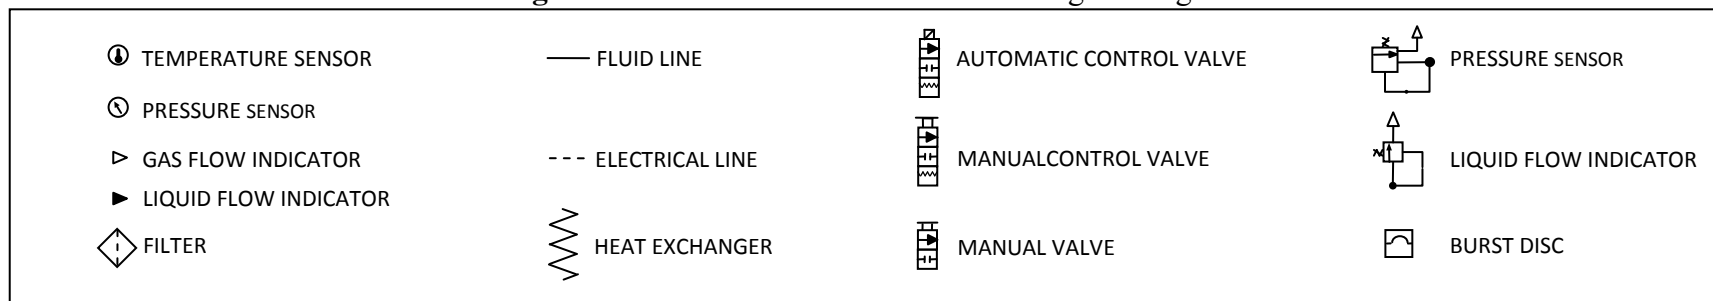 TEMPERATURE SENSOR
PRESSURE SENSOR
GAS FLOW INDICATOR
LIQUID FLOW INDICATOR
FILTER
FLUID LINE
ELECTRICAL LINE
HEAT EXCHANGER
AUTOMATIC CONTROL VALVE
MANUALCONTROL VALVE
MANUAL VALVE
PRESSURE SENSOR
LIQUID FLOW INDICATOR
BURST DISC